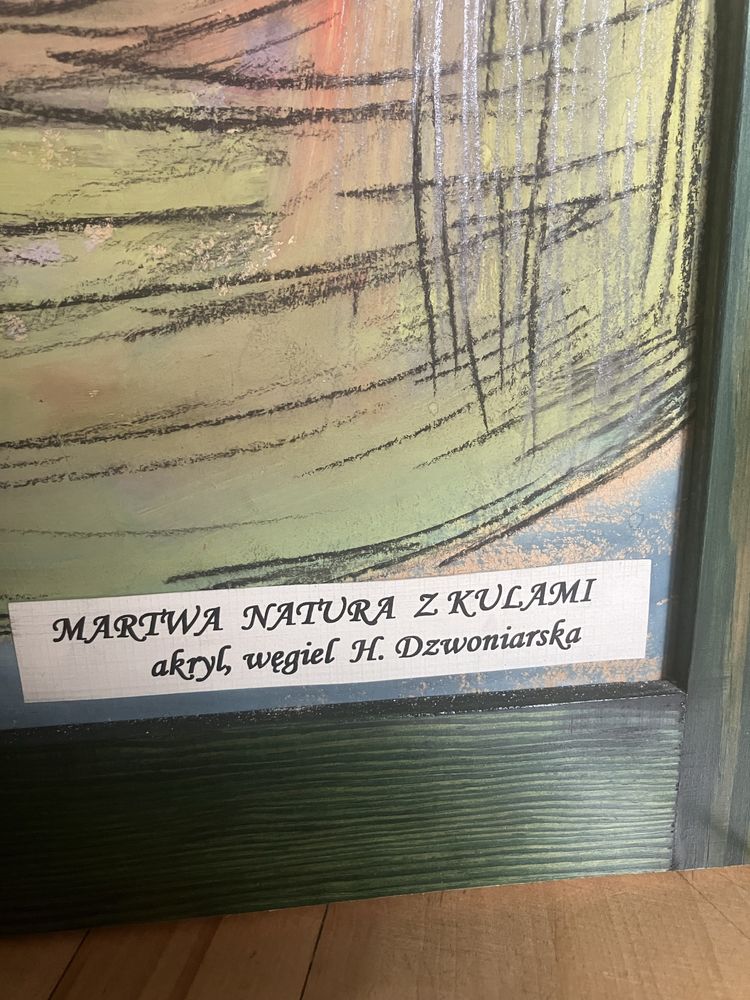 MARTWA NATURA Z KULAMI
akryl, węgiel H. Dzwoniarska